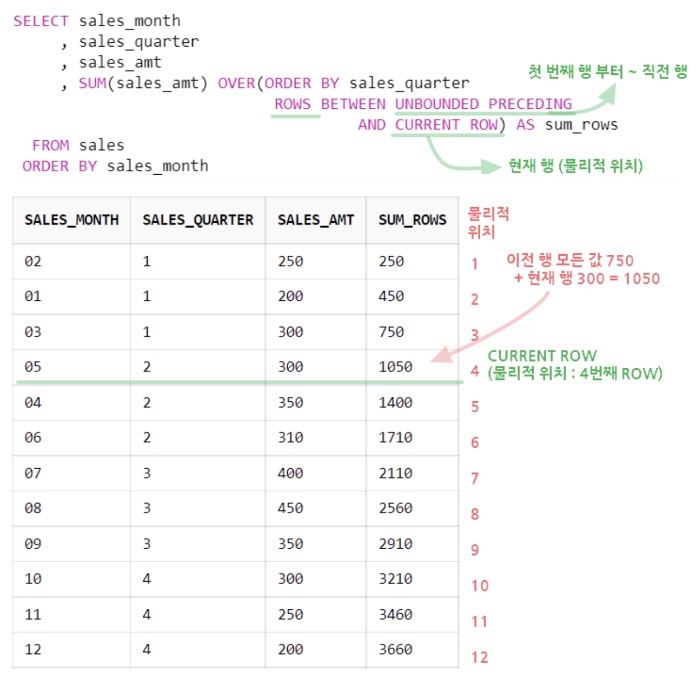 SELECT sales_month
, sales_quarter
, sales_amt
, SUM(sales_amt) OVER(ORDER BY sales_quarter
첫 번째 행 부터 ~ 직전 행
ROWS BETWEEN UNBOUNDED PRECEDING
AND CURRENT ROW) AS sum_rows
FROM sales
현재 행 (물리적 위치)
ORDER BY sales_month
SALES_MONTH SALES_QUARTER SALES_AMT SUM_ROWS 물리적
위치
02 1 250 250 1
이전 행 모든 값 750
+ 현재 행 300 = 1050
01 1 200 450 2
03 1 300 750 3
05 2 300 1050 4
CURRENT ROW
(물리적 위치 : 4번째 ROW)
04 2 350 1400 5
06 2 310 1710 6
07 3 400 2110 7
08 3 450 2560 8
09 3 350 2910 9
10 4 300 3210 10
11 4 250 3460 11
12 4 200 3660 12